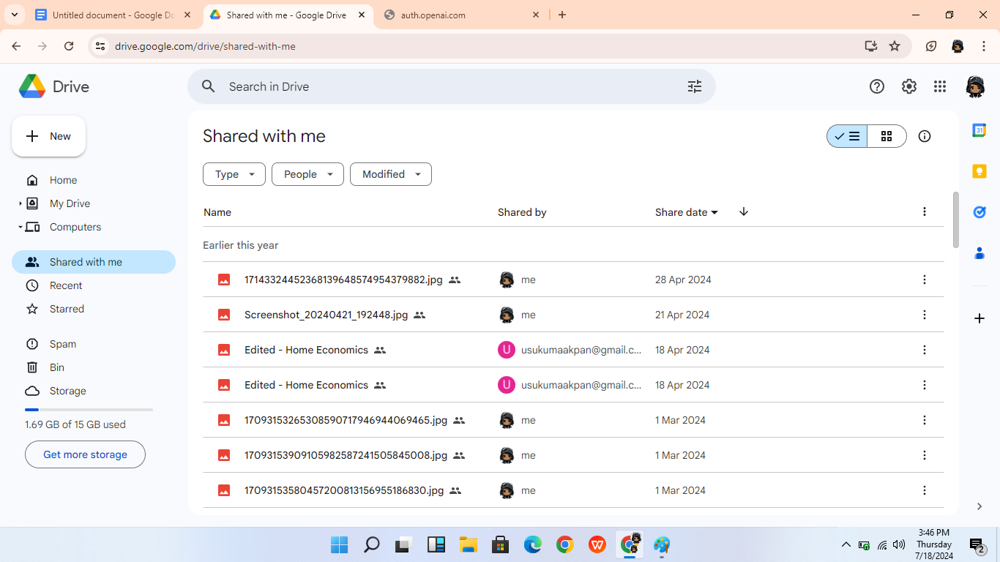 Untitled document - Google Do
Shared with me - Google Drive
auth.openai.com
drive.google.com/drive/shared-with-me
Drive
Search in Drive
New
Shared with me
Type
People
Modified
Home
My Drive
Computers
Shared with me
Recent
Starred
Spam
Bin
Storage
1.69 GB of 15 GB used
Get more storage
Name Shared by Share date
Earlier this year
17143324452368139648574954379882.jpg me 28 Apr 2024
Screenshot_20240421_192448.jpg me 21 Apr 2024
Edited - Home Economics U usukumaakpan@gmail.c... 18 Apr 2024
Edited - Home Economics U usukumaakpan@gmail.c... 18 Apr 2024
17093153265308590717946944069465.jpg me 1 Mar 2024
17093153909105982587241505845008.jpg me 1 Mar 2024
1709315358045720081315695518683​0.jpg me 1 Mar 2024
31
W
3:46 PM
Thursday
7/18/2024
2